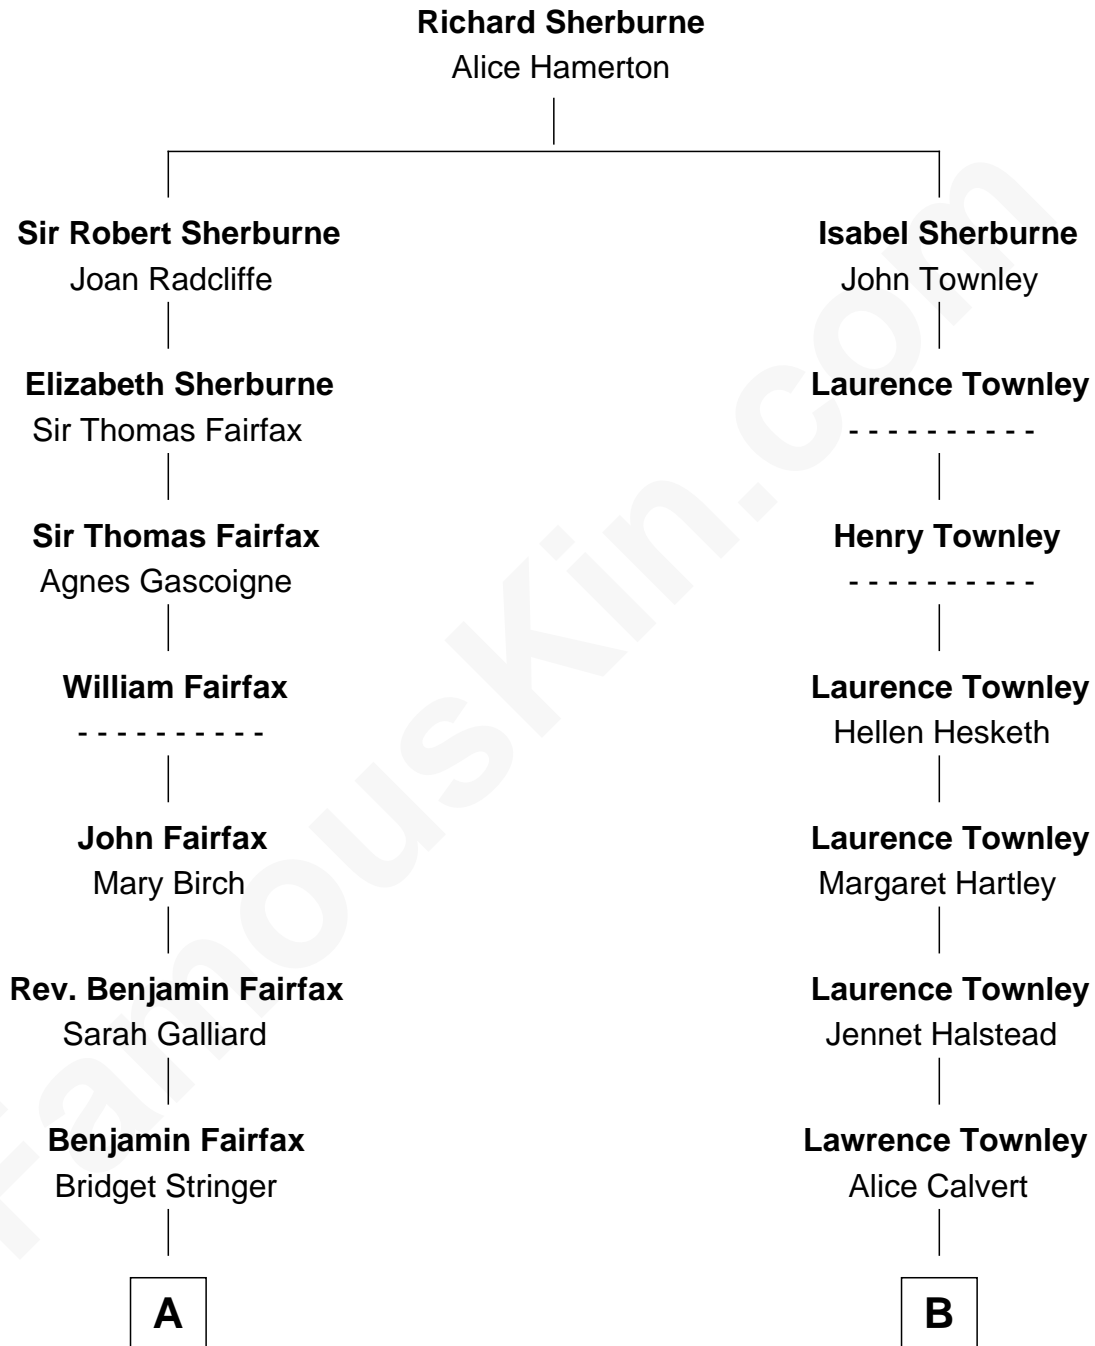 Richard Sherburne
Alice Hamerton
Sir Robert Sherburne
Joan Radcliffe
Isabel Sherburne
John Townley
Elizabeth Sherburne
Sir Thomas Fairfax
Laurence Townley
- - - - - - - - - -
Sir Thomas Fairfax
Agnes Gascoigne
Henry Townley
- - - - - - - - - -
William Fairfax
- - - - - - - - - -
Laurence Townley
Hellen Hesketh
John Fairfax
Mary Birch
Laurence Townley
Margaret Hartley
Rev. Benjamin Fairfax
Sarah Galliard
Laurence Townley
Jennet Halstead
Benjamin Fairfax
Bridget Stringer
Lawrence Townley
Alice Calvert
A
B
FamousKin.com